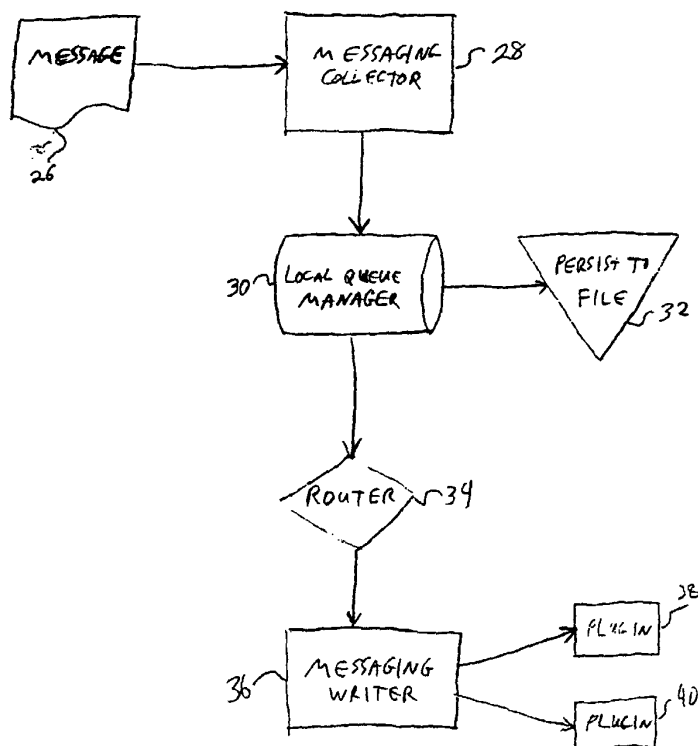 MESSAGE
26
MESSAGING
COLLECTOR
28
30
LOCAL QUEUE
MANAGER
PERSIST TO
FILE
32
ROUTER
34
36
MESSAGING
WRITER
PLUGIN
38
PLUGIN
40